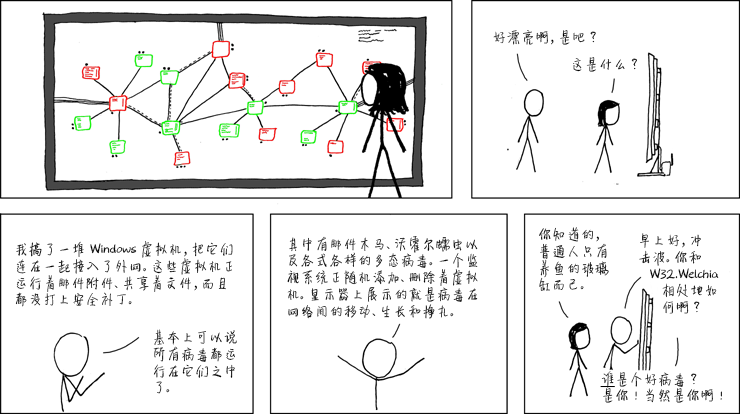 好漂亮啊，是吧？
这是什么？
我搞了一堆 Windows 虚拟机，把它们
连在一起接入了外网。这些虚拟机正
运行着邮件附件、共享着文件，而且
都没打上安全补丁。
基本上可以说
所有病毒都运
行在它们之中
了。
其中有邮件木马、沃霍尔蠕虫以
及各式各样的多态病毒。一个监
视系统正随机添加、删除着虚拟
机。显示器上展示的就是病毒在
网络间的移动、生长和挣扎。
你知道的，
普通人只有
养鱼的玻璃
缸而已。
早上好，冲
击波。你和
W32.Welchia
相处地如
何啊？
谁是个好病毒？
是你！当然是你啊！